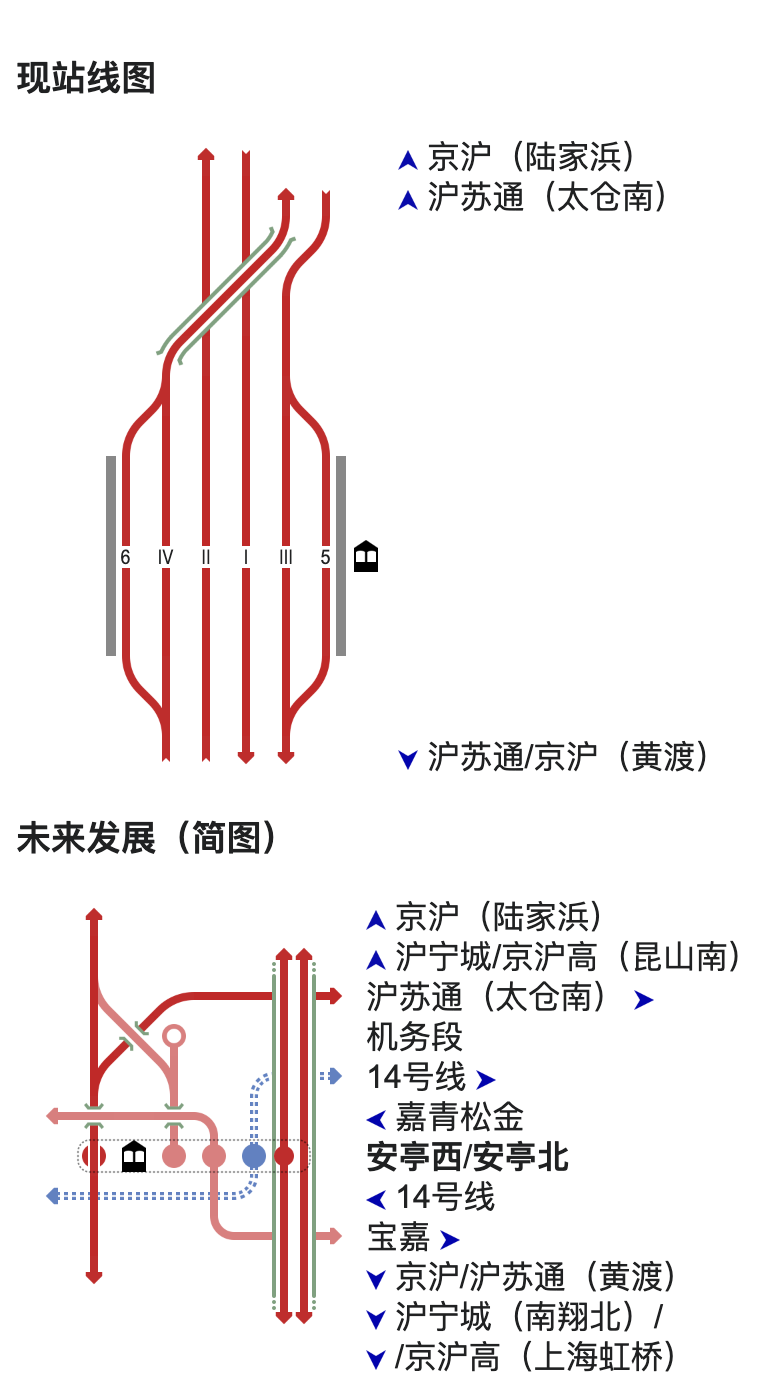 现站线图
京沪（陆家浜）
沪苏通（太仓南）
6 IV II I III 5
沪苏通/京沪（黄渡）
未来发展（简图）
京沪（陆家浜）
沪宁城/京沪高（昆山南）
沪苏通（太仓南）
机务段
14号线
嘉青松金
安亭西/安亭北
14号线
宝嘉
京沪/沪苏通（黄渡）
沪宁城（南翔北）/
/京沪高（上海虹桥）